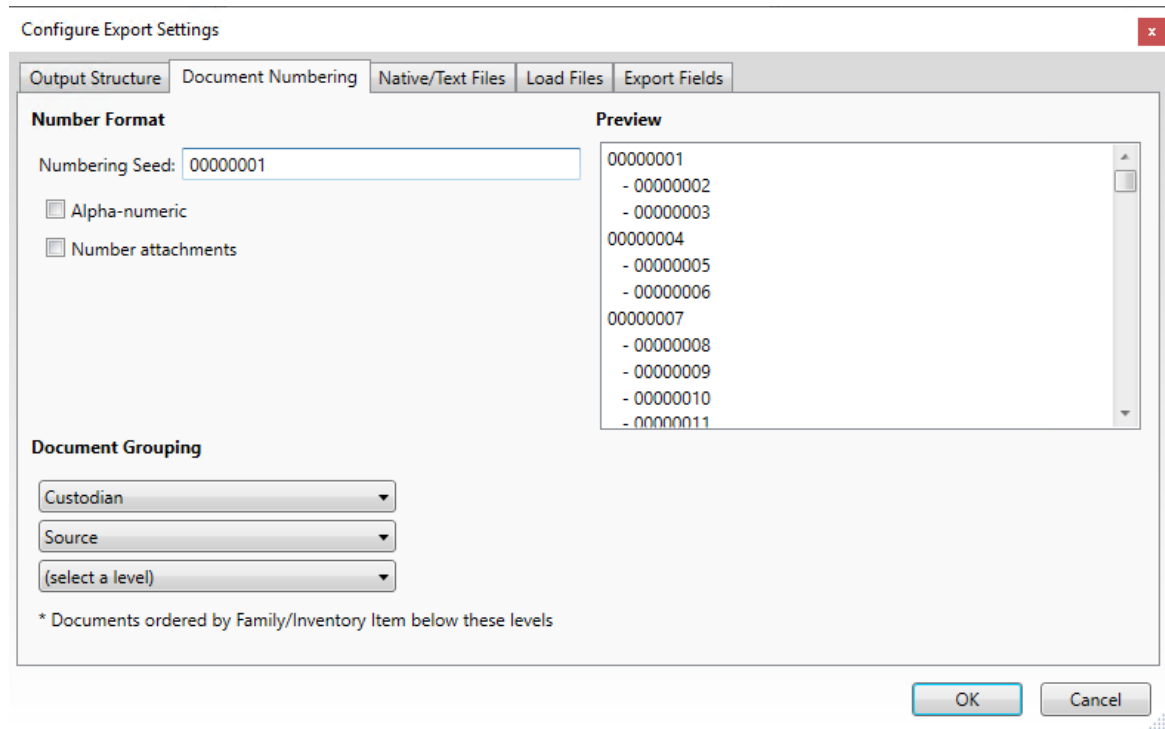 Configure Export Settings
x
Output Structure Document Numbering Native/Text Files Load Files Export Fields
Number Format
Numbering Seed: 00000001
Alpha-numeric
Number attachments
Preview
00000001
- 00000002
- 00000003
00000004
- 00000005
- 00000006
00000007
- 00000008
- 00000009
- 00000010
- 00000011
Document Grouping
Custodian
Source
(select a level)
* Documents ordered by Family/Inventory Item below these levels
OK Cancel